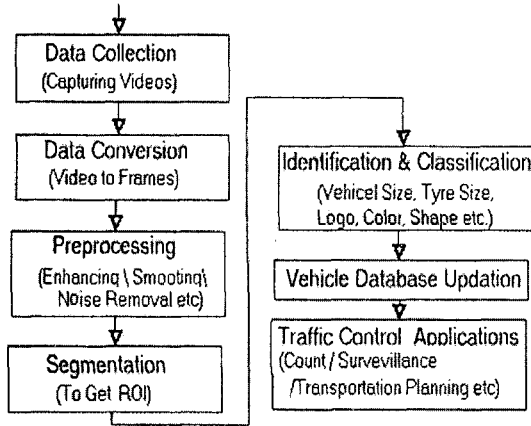 Data Collection
(Capturing Videos)
Data Conversion
(Video to Frames)
Preprocessing
(Enhancing \ Smooting\
Noise Removal etc)
Segmentation
(To Get ROI)
Identification & Classification
(Vehicel Size, Tyre Size,
Logo, Color, Shape etc.)
Vehicle Database Updation
Traffic Control Applications
(Count / Survevillance
/Transportation Planning etc)